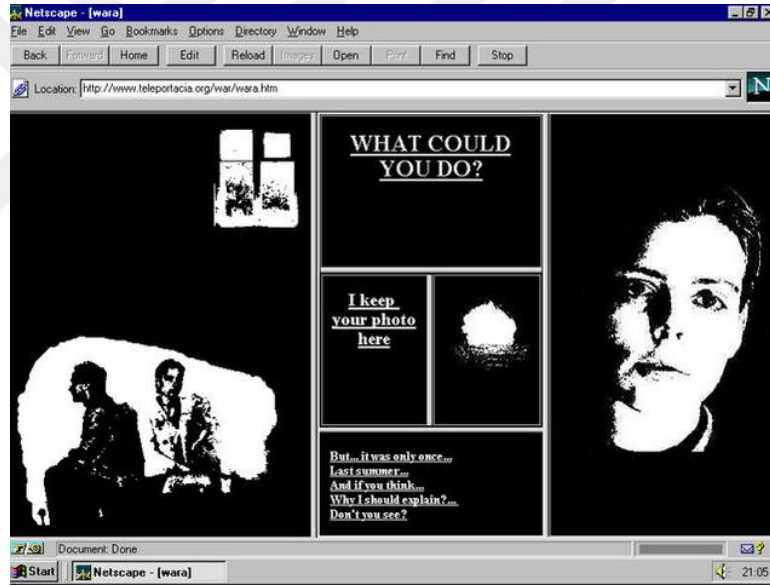 Netscape - [wara]
File Edit View Go Bookmarks Options Directory Window Help
Back Forward Home Edit Reload Images Open Print Find Stop
Location: http://www.teleportacia.org/war/wara.htm
N
WHAT COULD
YOU DO?
I keep
your photo
here
But... it was only once...
Last summer...
And if you think...
Why I should explain?...
Don't you see?
Document: Done
Start Netscape - [wara] 21:05